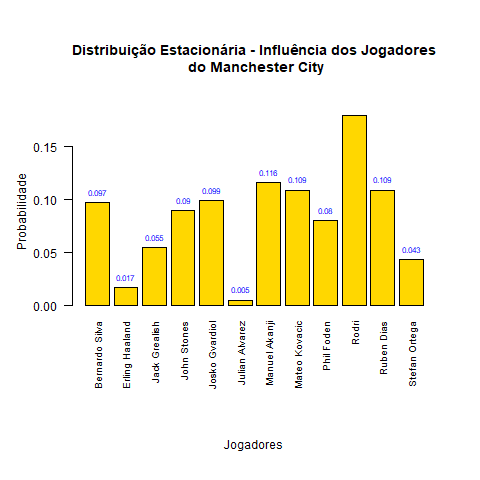 Distribuição Estacionária - Influência dos Jogadores
do Manchester City
Probabilidade
0.15
0.10
0.05
0.00
0.097
0.017
0.055
0.09
0.099
0.005
0.116
0.109
0.08
0.109
0.043
Bernardo Silva
Erling Haaland
Jack Grealish
John Stones
Josko Gvardiol
Julian Alvarez
Manuel Akanji
Mateo Kovacic
Phil Foden
Rodri
Ruben Dias
Stefan Ortega
Jogadores